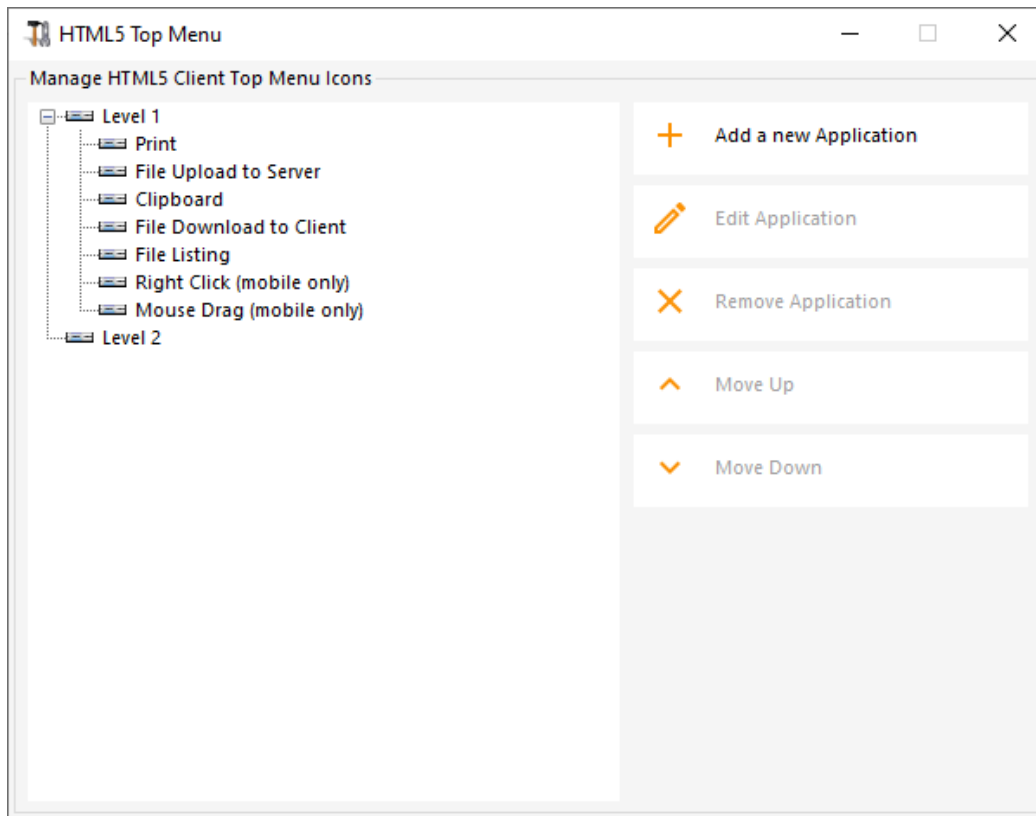 HTML5 Top Menu
Manage HTML5 Client Top Menu Icons
Level 1
Print
File Upload to Server
Clipboard
File Download to Client
File Listing
Right Click (mobile only)
Mouse Drag (mobile only)
Level 2
Add a new Application
Edit Application
Remove Application
Move Up
Move Down